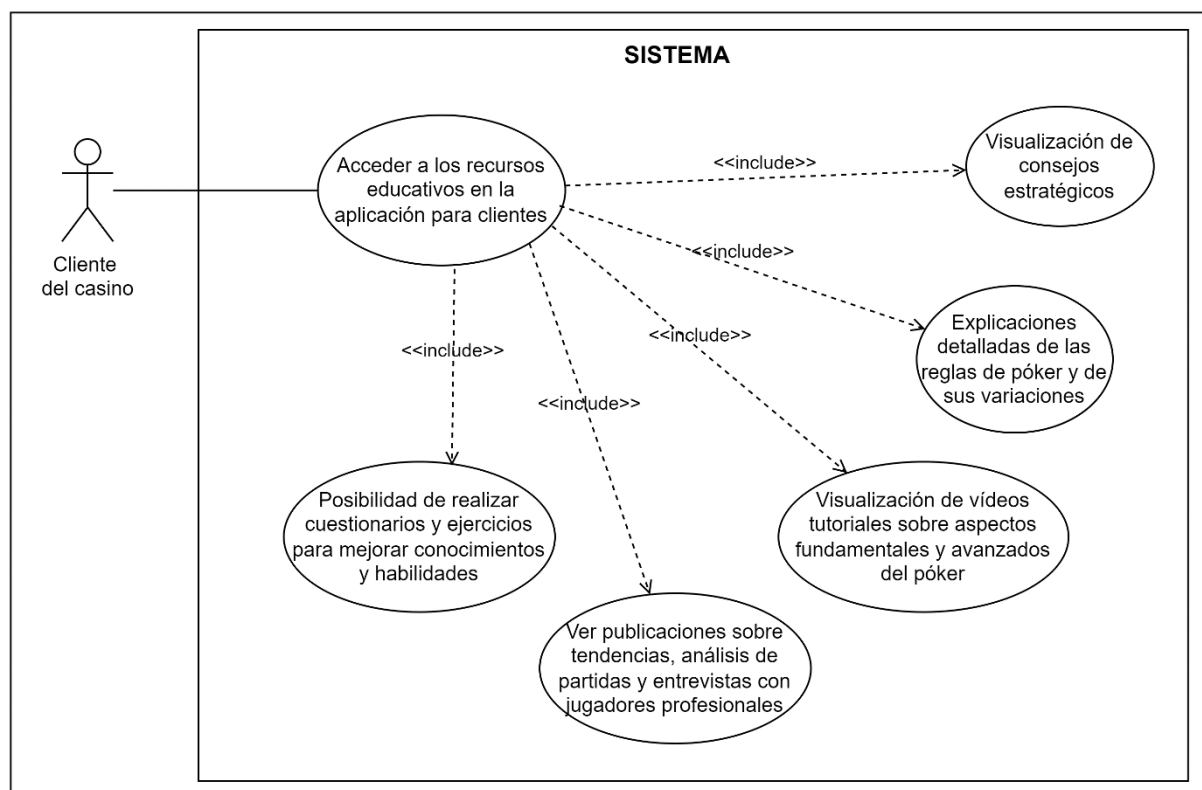 SISTEMA
Cliente
del casino
Acceder a los recursos
educativos en la
aplicación para clientes
<<include>>
Visualización de
consejos
estratégicos
<<include>>
Explicaciones
detalladas de las
reglas de póker y de
sus variaciones
<<include>>
Visualización de vídeos
tutoriales sobre aspectos
fundamentales y avanzados
del póker
<<include>>
Ver publicaciones sobre
tendencias, análisis de
partidas y entrevistas con
jugadores profesionales
<<include>>
Posibilidad de realizar
cuestionarios y ejercicios
para mejorar conocimientos
y habilidades